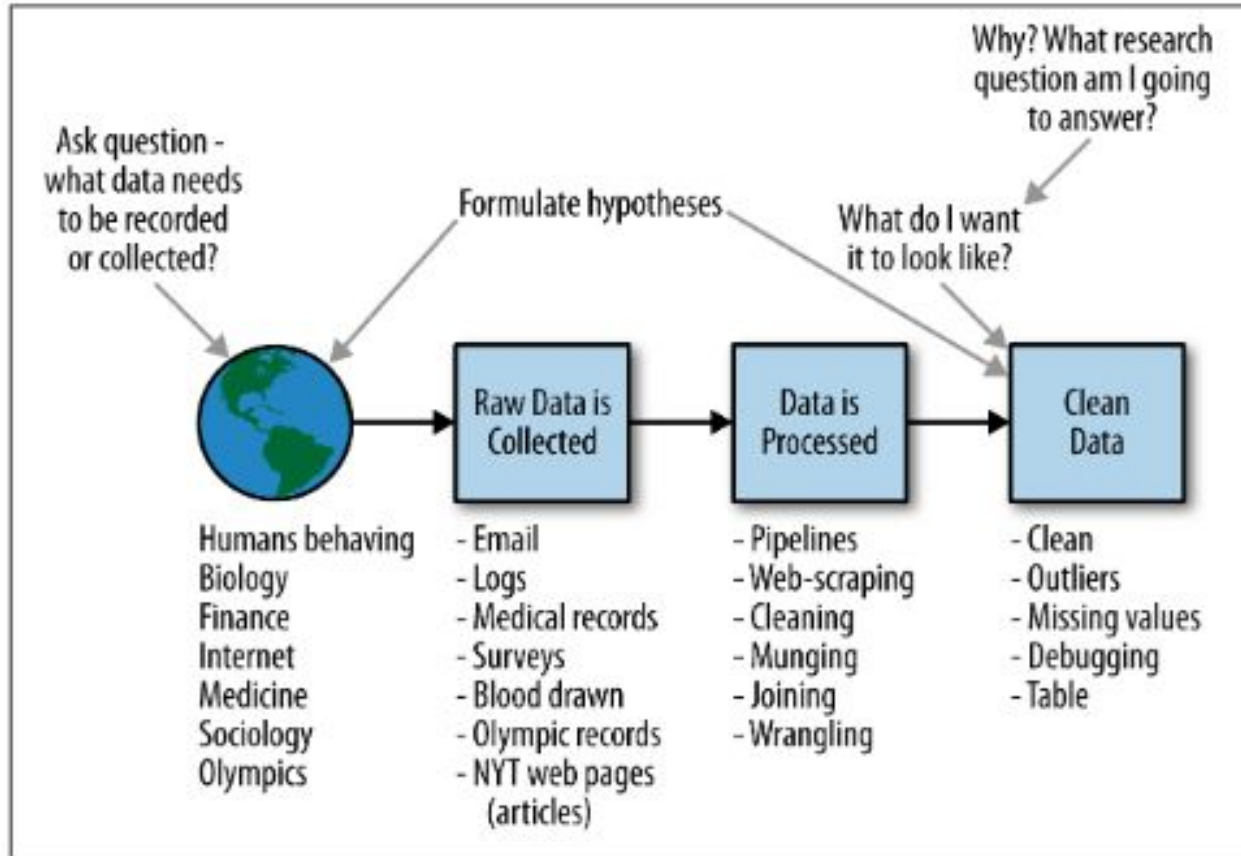 Why? What research
question am I going
to answer?
Ask question -
what data needs
to be recorded
or collected?
Formulate hypotheses
What do I want
it to look like?
Raw Data is
Collected
Data is
Processed
Clean
Data
Humans behaving
Biology
Finance
Internet
Medicine
Sociology
Olympics
- Email
- Logs
- Medical records
- Surveys
- Blood drawn
- Olympic records
- NYT web pages
(articles)
- Pipelines
- Web-scraping
- Cleaning
- Munging
- Joining
- Wrangling
- Clean
- Outliers
- Missing values
- Debugging
- Table